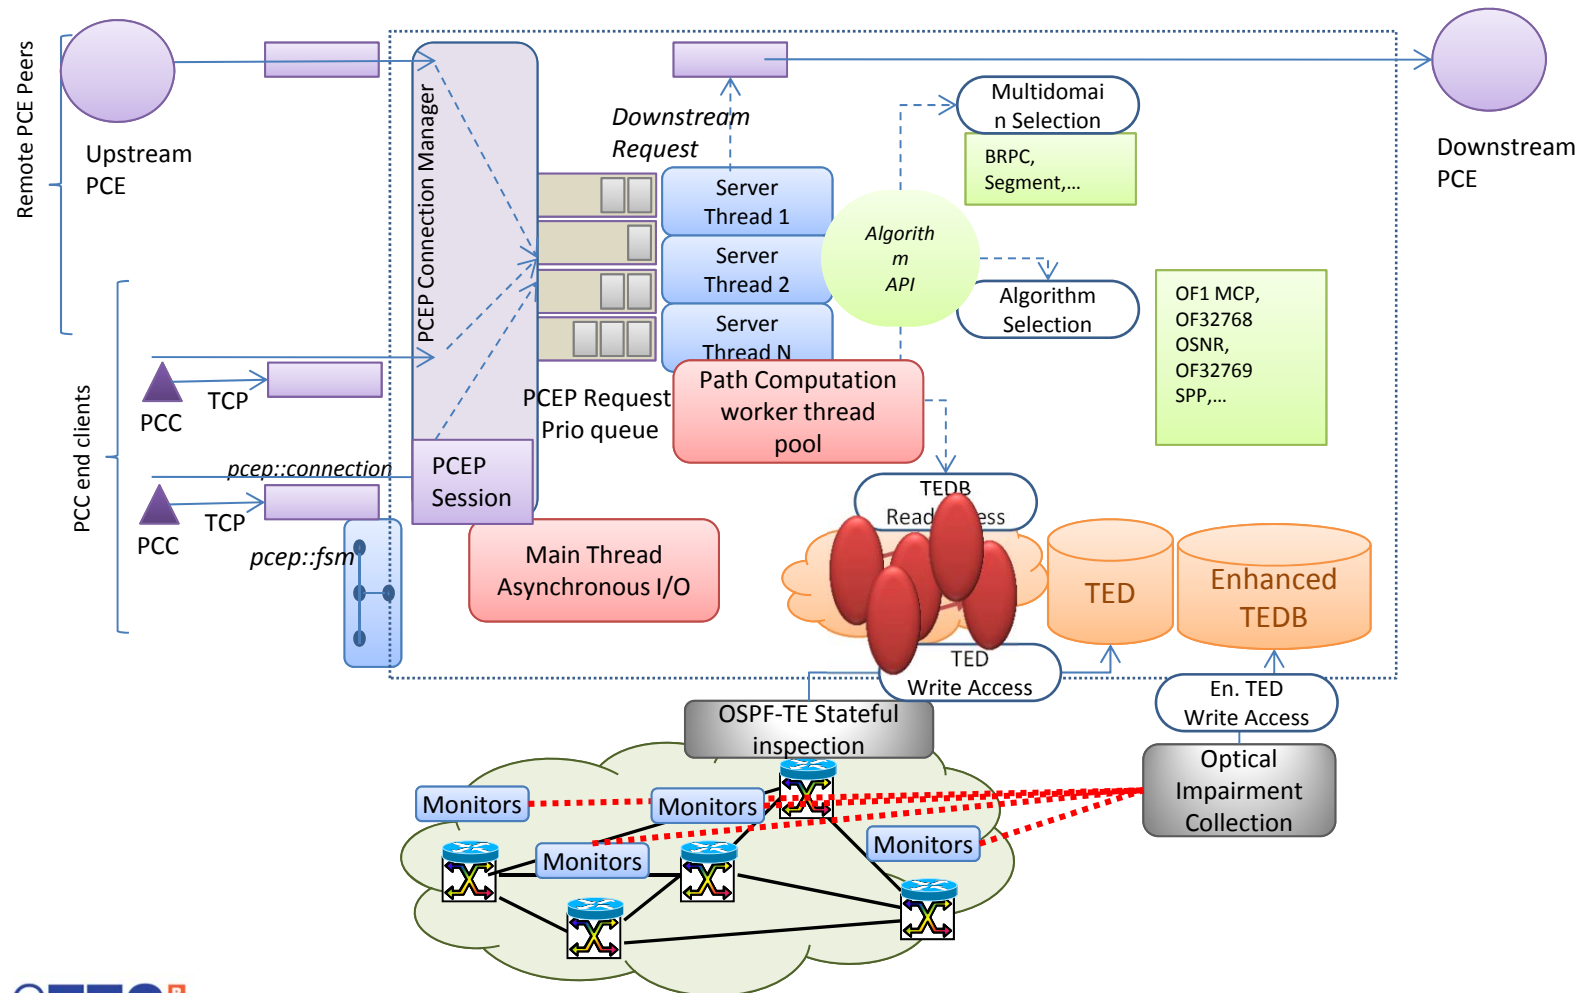 Remote PCE Peers
Upstream
PCE
PCEP Connection Manager
Downstream
Request
Multidomai
n Selection
BRPC,
Segment,...
Downstream
PCE
Server
Thread 1
Server
Thread 2
Server
Thread N
Algorith
m
API
Algorithm
Selection
OF1 MCP,
OF32768
OSNR,
OF32769
SPP,...
PCC end clients
PCC
TCP
PCEP Request
Prio queue
Path Computation
worker thread
pool
pcep::connection
PCEP
Session
PCC
TCP
pcep::fsm
Main Thread
Asynchronous I/O
TEDB
TED
Enhanced
TEDB
TED
Write Access
En. TED
Write Access
OSPF-TE Stateful
inspection
Optical
Impairment
Collection
Monitors
Monitors
Monitors
Monitors